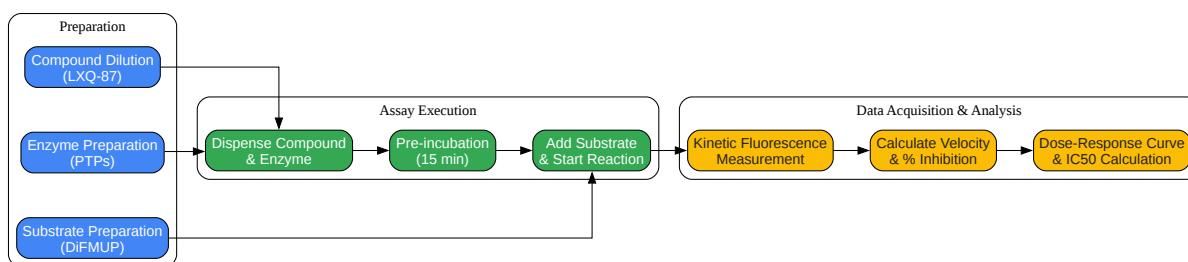 Preparation
Compound Dilution
(LXQ-87)
Enzyme Preparation
(PTPs)
Substrate Preparation
(DiFMUP)
Assay Execution
Dispense Compound
& Enzyme
Pre-incubation
(15 min)
Add Substrate
& Start Reaction
Data Acquisition & Analysis
Kinetic Fluorescence
Measurement
Calculate Velocity
& % Inhibition
Dose-Response Curve
& IC50 Calculation